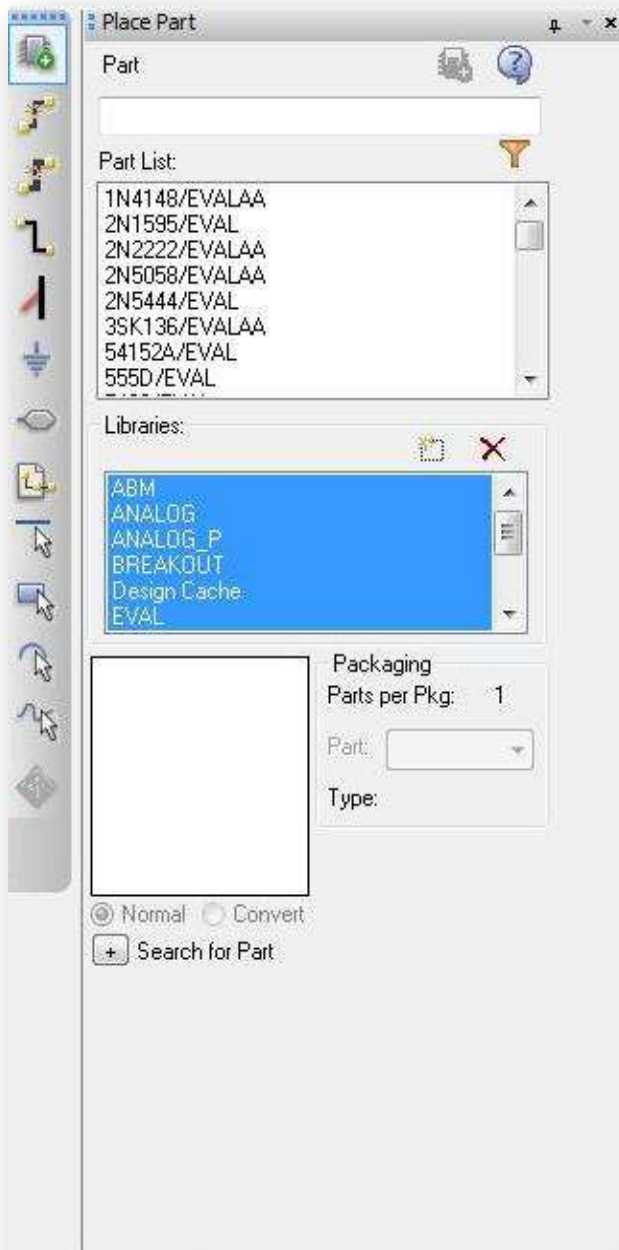 Place Part
Part
Part List:
1N4148/EVALAA
2N1595/EVAL
2N2222/EVALAA
2N5058/EVALAA
2N5444/EVAL
3SK136/EVALAA
54152A/EVAL
555D/EVAL
Libraries:
ABM
ANALOG
ANALOG_P
BREAKOUT
Design Cache
EVAL
Packaging
Parts per Pkg: 1
Part:
Type:
Normal Convert
+ Search for Part